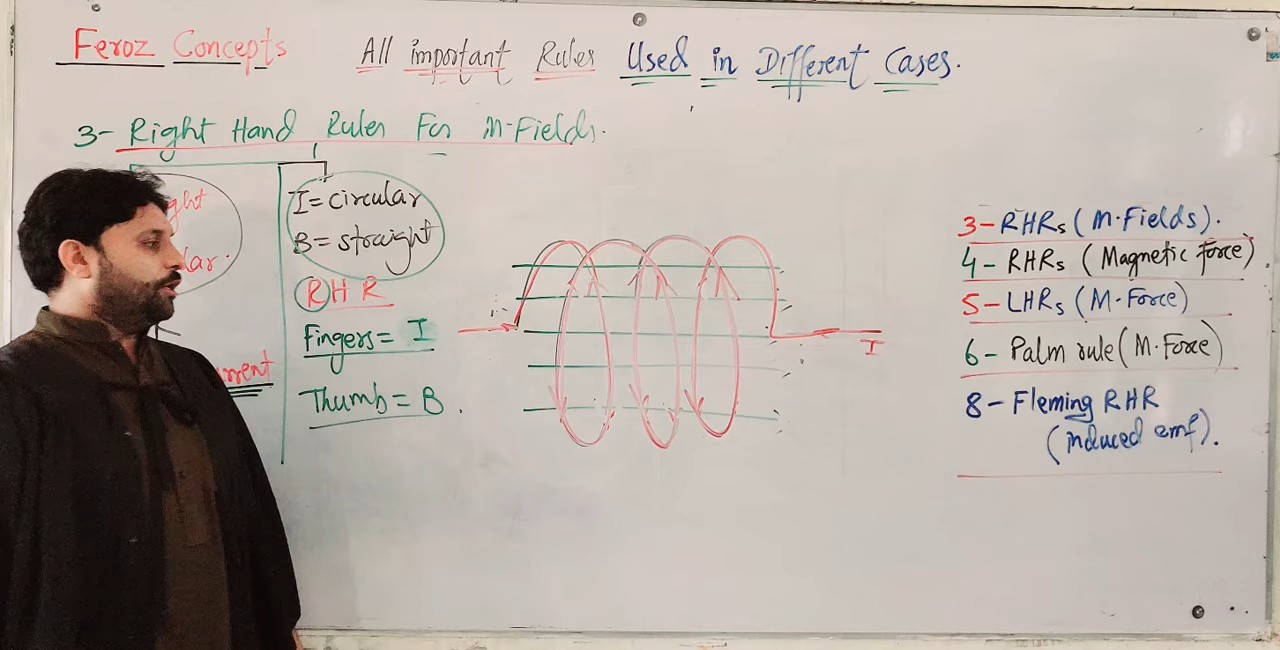 Feroz Concepts
All important Rules Used in Different Cases.
3- Right Hand Rules For M-Fields.
I = circular
B = straight
RHR
Fingers = I
Thumb = B.
I
3-RHRs (M.Fields).
4-RHRs (Magnetic force)
5-LHRs (M-Force)
6- Palm rule (M.Force)
8- Fleming RHR
(induced emf).